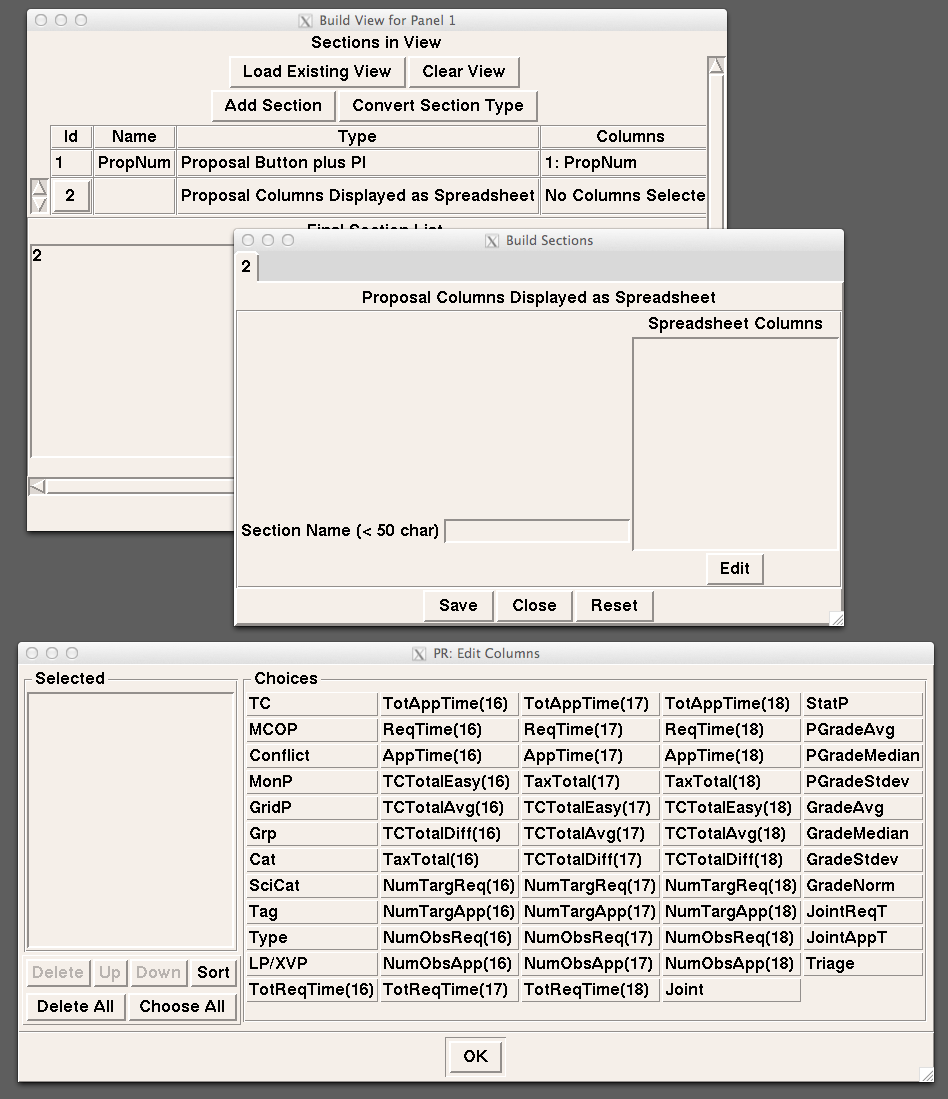 Build View for Panel 1
Sections in View
Load Existing View Clear View
Add Section Convert Section Type
Id Name Type Columns
1 PropNum Proposal Button plus PI 1: PropNum
2 Proposal Columns Displayed as Spreadsheet No Columns Selecte
Final Section List
2
Build Sections
2
Proposal Columns Displayed as Spreadsheet
Spreadsheet Columns
Section Name (< 50 char)
Edit
Save Close Reset
PR: Edit Columns
Selected
Delete Up Down Sort
Delete All Choose All
Choices
TC TotAppTime(16) TotAppTime(17) TotAppTime(18) StatP
MCOP ReqTime(16) ReqTime(17) ReqTime(18) PGradeAvg
Conflict AppTime(16) AppTime(17) AppTime(18) PGradeMedian
MonP TCTotalEasy(16) TaxTotal(17) TaxTotal(18) PGradeStdev
GridP TCTotalAvg(16) TCTotalEasy(17) TCTotalEasy(18) GradeAvg
Grp TCTotalDiff(16) TCTotalAvg(17) TCTotalAvg(18) GradeMedian
Cat TaxTotal(16) TCTotalDiff(17) TCTotalDiff(18) GradeStdev
SciCat NumTargReq(16) NumTargReq(17) NumTargReq(18) GradeNorm
Tag NumTargApp(16) NumTargApp(17) NumTargApp(18) JointReqT
Type NumObsReq(16) NumObsReq(17) NumObsReq(18) JointAppT
LP/XVP NumObsApp(16) NumObsApp(17) NumObsApp(18) Triage
TotReqTime(16) TotReqTime(17) TotReqTime(18) Joint
OK